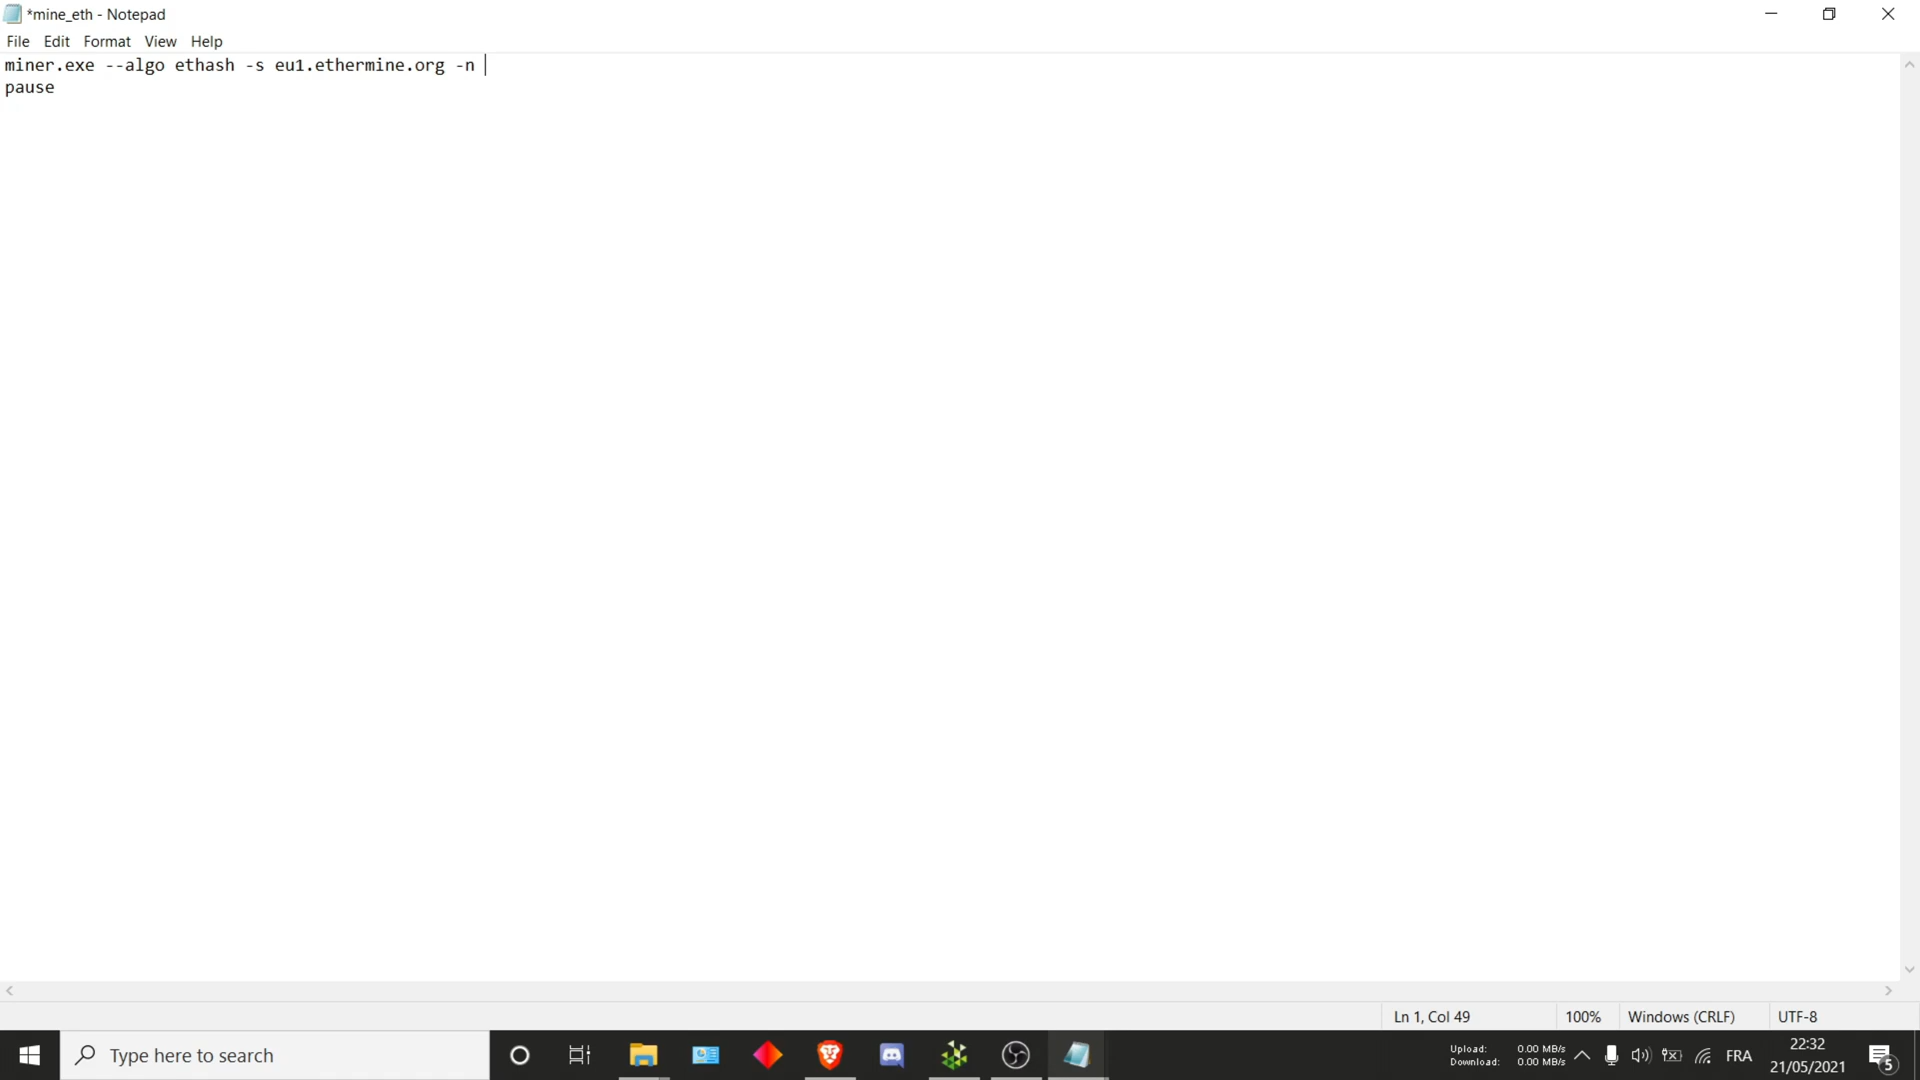 *mine_eth - Notepad
File Edit Format View Help
miner.exe --algo ethash -s eu1.ethermine.org -n
pause
Ln 1, Col 49 100% Windows (CRLF) UTF-8
Type here to search
Upload: 0.00 MB/s
Download: 0.00 MB/s
FRA
22:32
21/05/2021
5